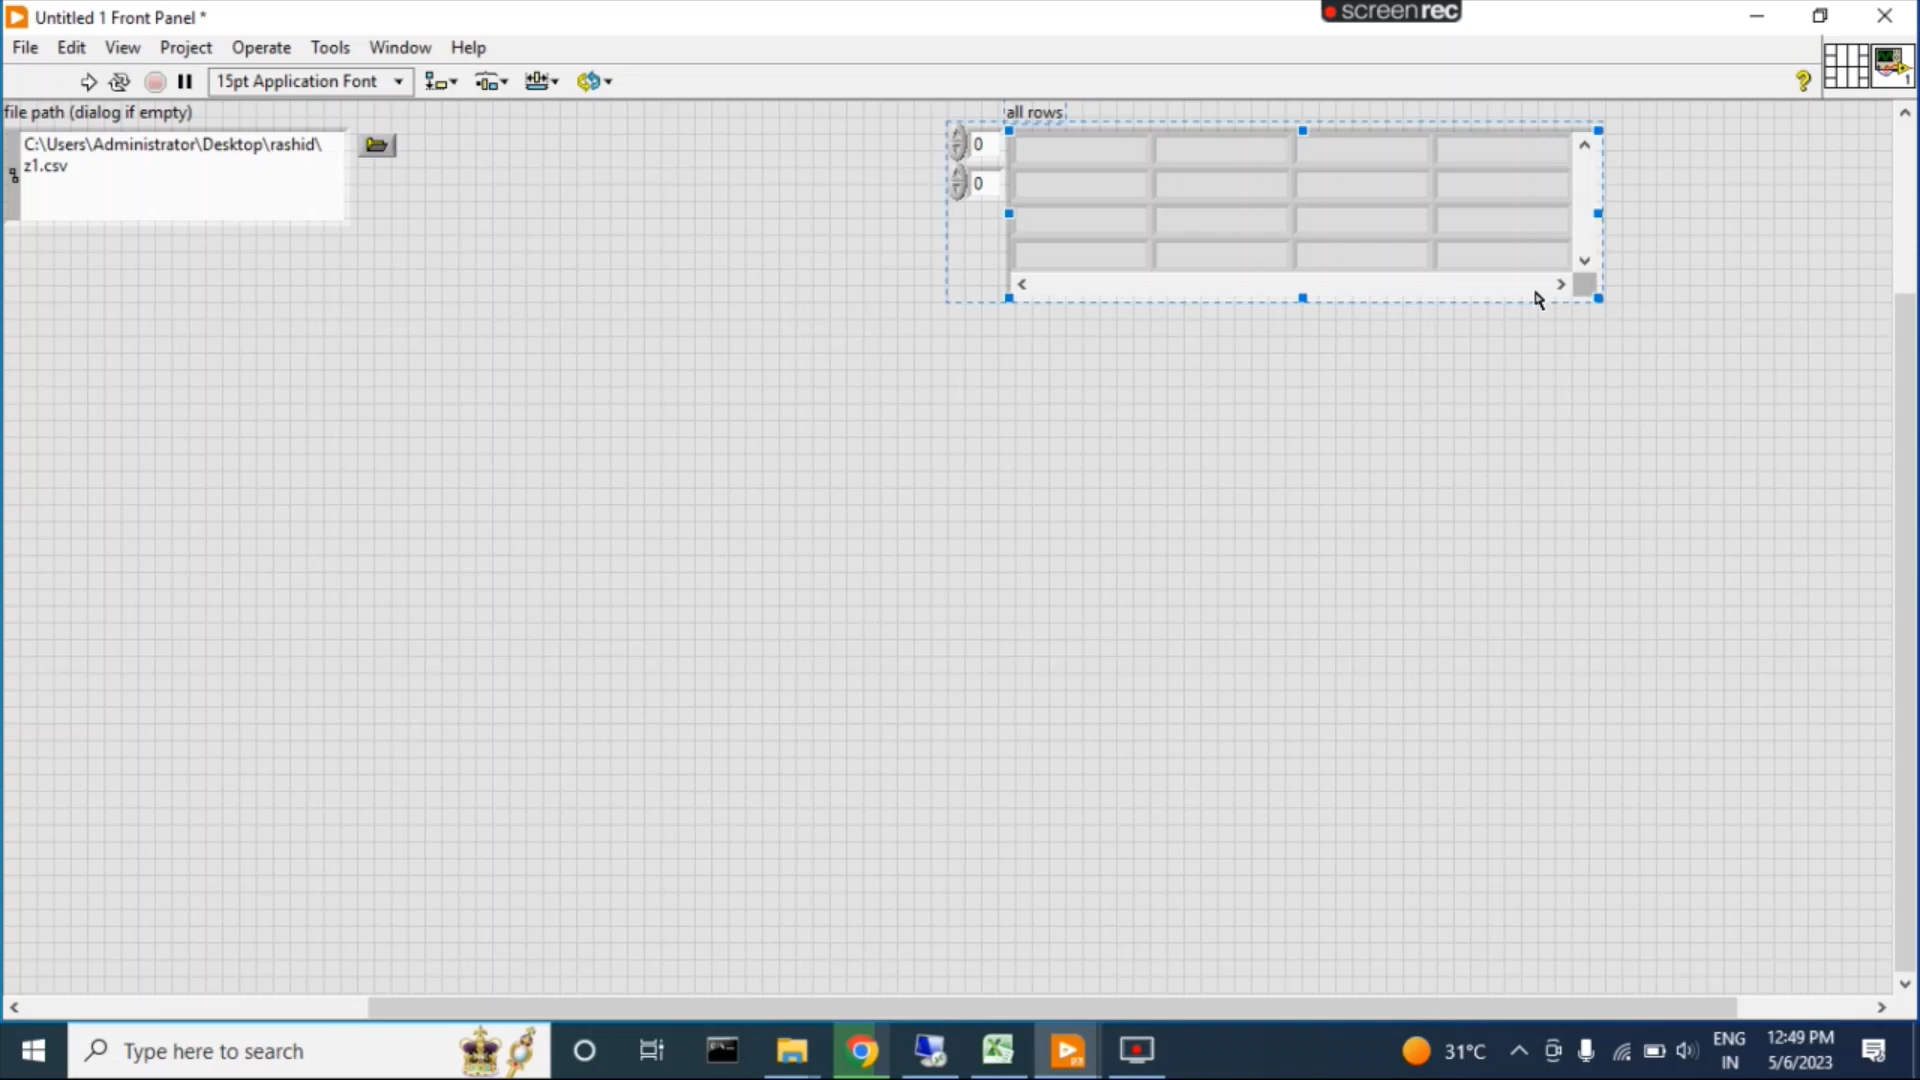 Untitled 1 Front Panel *
screenrec
File Edit View Project Operate Tools Window Help
15pt Application Font
1
file path (dialog if empty)
all rows
C:\Users\Administrator\Desktop\rashid\
z1.csv
0
0
Type here to search
31°C
ENG
IN
12:49 PM
5/6/2023